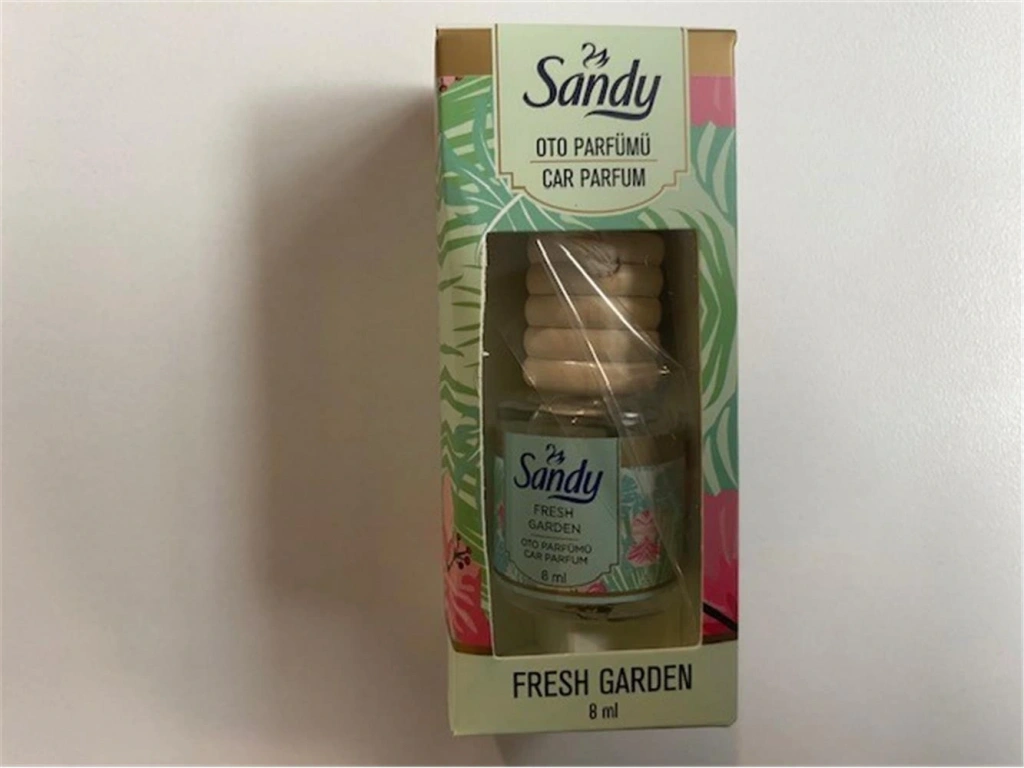 Sandy
OTO PARFÜMÜ
CAR PARFUM
Sandy
FRESH
GARDEN
OTO PARFÜMÜ
CAR PARFUM
8 ml
FRESH GARDEN
8 ml